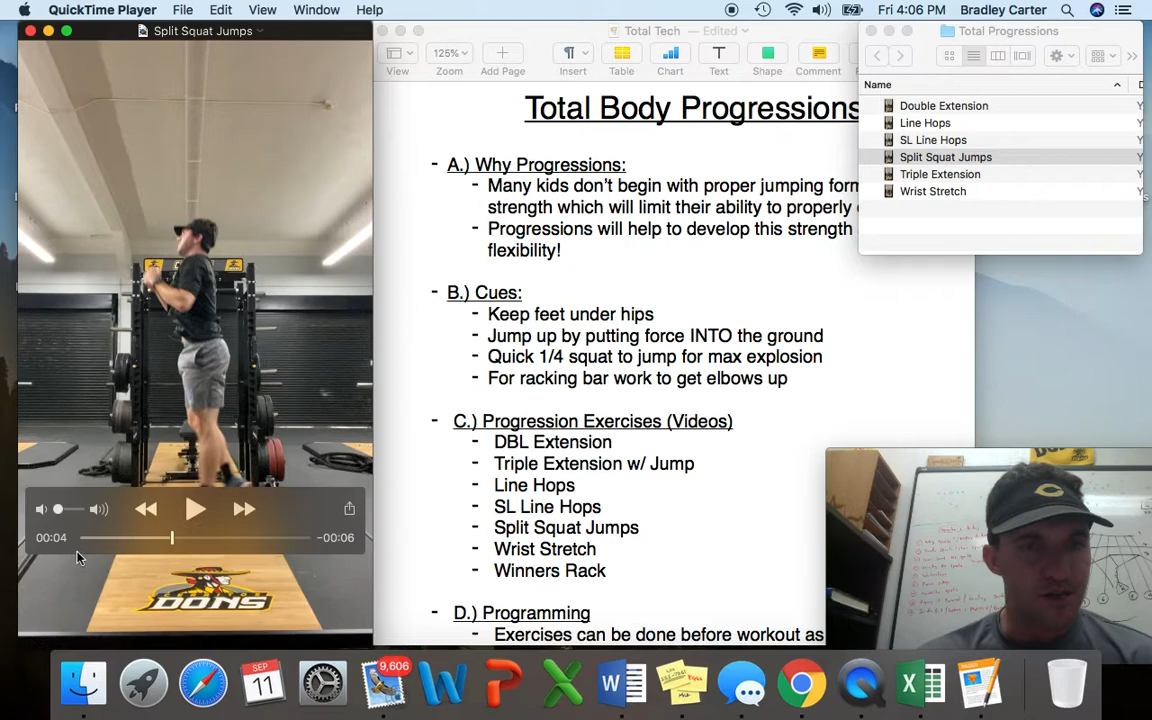 QuickTime Player File Edit View Window Help
Fri 4:06 PM Bradley Carter
Split Squat Jumps
00:04
-00:06
DONS
Total Tech — Edited
125%
View Zoom Add Page Insert Table Chart Text Shape Comment
Total Body Progressions
- A.) Why Progressions:
- Many kids don't begin with proper jumping form
strength which will limit their ability to properly
- Progressions will help to develop this strength
flexibility!
- B.) Cues:
- Keep feet under hips
- Jump up by putting force INTO the ground
- Quick 1/4 squat to jump for max explosion
- For racking bar work to get elbows up
- C.) Progression Exercises (Videos)
- DBL Extension
- Triple Extension w/ Jump
- Line Hops
- SL Line Hops
- Split Squat Jumps
- Wrist Stretch
- Winners Rack
- D.) Programming
- Exercises can be done before workout as
Total Progressions
Name
Double Extension
Line Hops
SL Line Hops
Split Squat Jumps
Triple Extension
Wrist Stretch
SEP
11
9,606